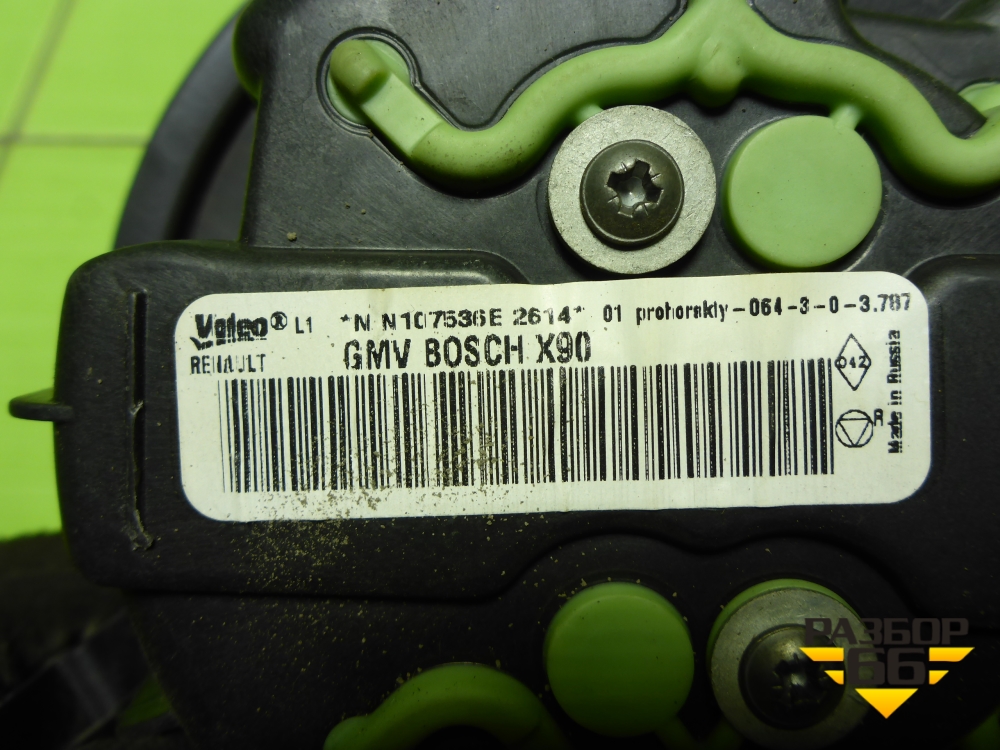 Valeo® L1 *N N107536E 2614* 01 prohorakiy-064-3-0-3.787
RENAULT GMV BOSCH X90
042
R
Made in Russia
РАЗБОР
66